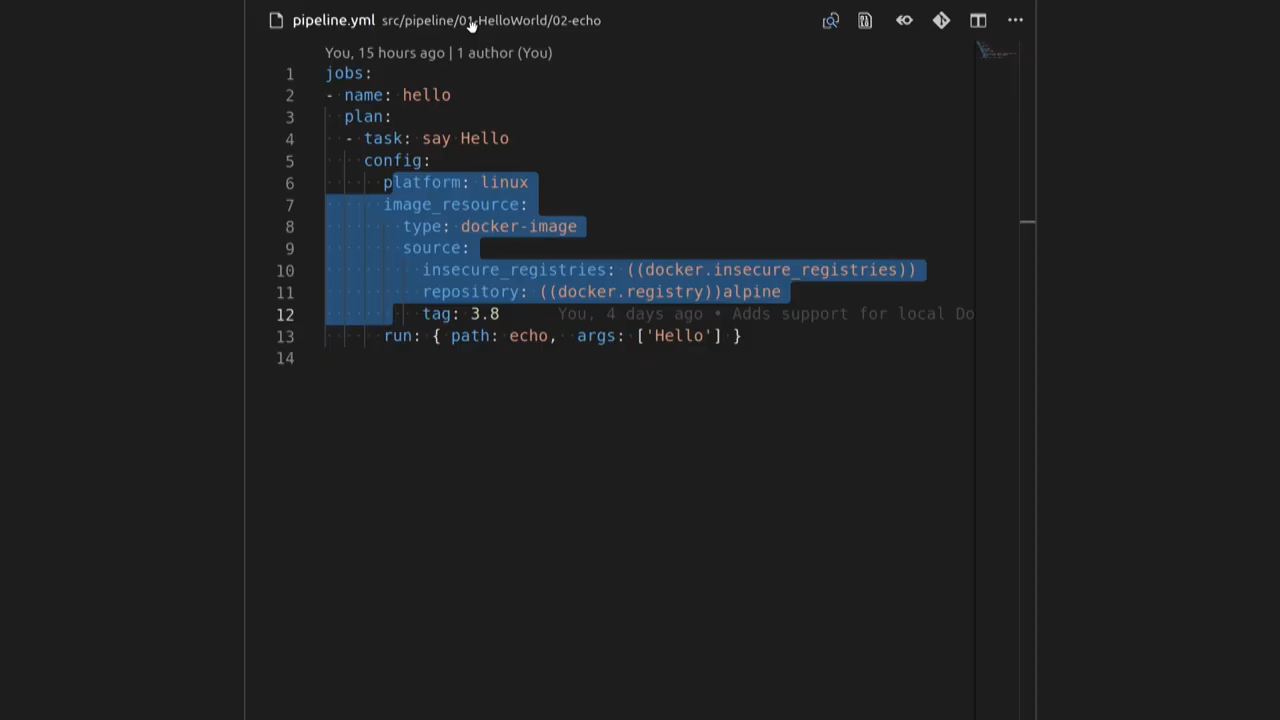 pipeline.yml src/pipeline/01-HelloWorld/02-echo
You, 15 hours ago | 1 author (You)
1 jobs:
2 - name: hello
3 plan:
4 - task: say Hello
5 config:
6 platform: linux
7 image_resource:
8 type: docker-image
9 source:
10 insecure_registries: ((docker.insecure_registries))
11 repository: ((docker.registry))alpine
12 tag: 3.8 You, 4 days ago • Adds support for local Do
13 run: { path: echo, args: ['Hello'] }
14